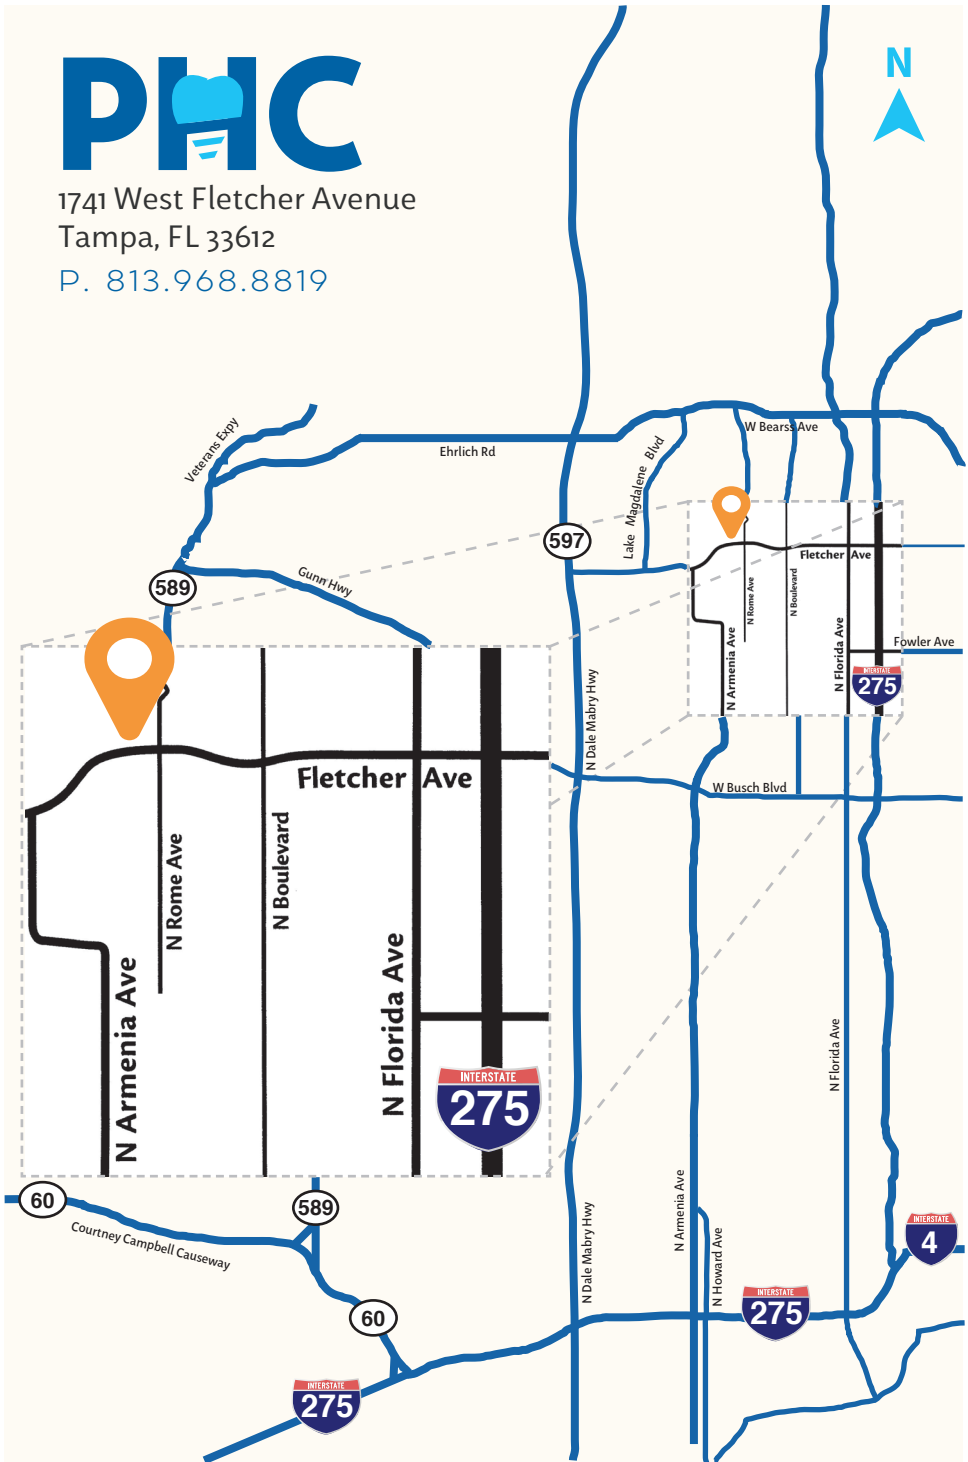 PHC
1741 West Fletcher Avenue
Tampa, FL 33612
P. 813.968.8819
N
Veterans Expy
Ehrlich Rd
W Bearss Ave
Lake Magdalene Blvd
597
Fletcher Ave
589
Gunn Hwy
N Rome Ave
N Boulevard
N Armenia Ave
N Florida Ave
Fowler Ave
INTERSTATE
275
N Dale Mabry Hwy
W Busch Blvd
Fletcher Ave
N Rome Ave
N Boulevard
N Armenia Ave
N Florida Ave
INTERSTATE
275
N Florida Ave
60
589
Courtney Campbell Causeway
N Armenia Ave
N Howard Ave
N Dale Mabry Hwy
INTERSTATE
4
60
INTERSTATE
275
INTERSTATE
275